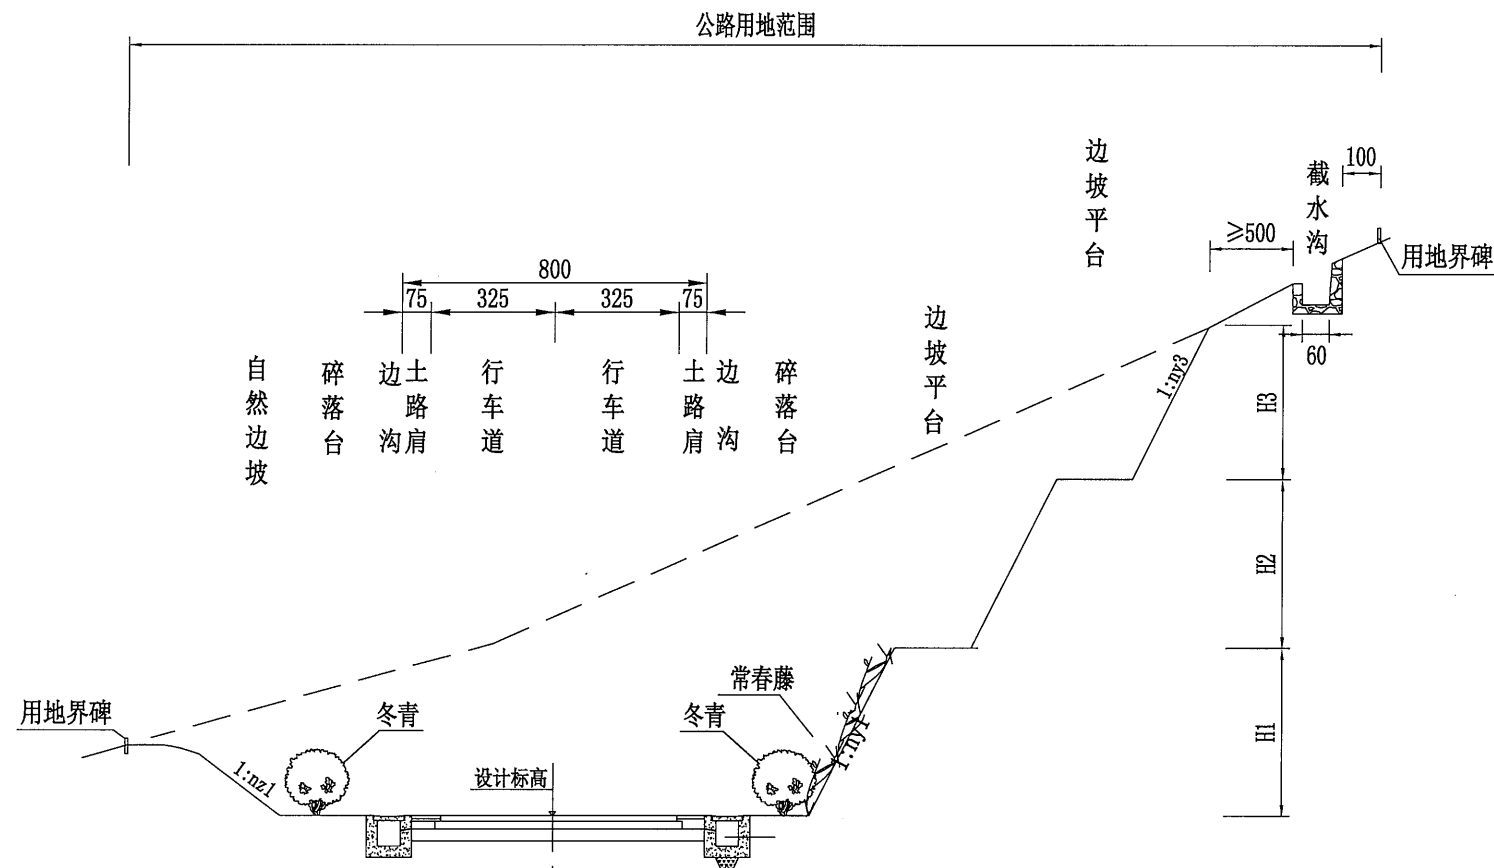 公路用地范围
边坡平台
截水沟
100
≥500
用地界碑
800
75
325
325
75
60
自然边坡
碎落台
边沟
土路肩
行车道
行车道
土路肩
边沟
碎落台
边坡平台
1:ny3
H3
H2
H1
常春藤
用地界碑
冬青
冬青
1:ny1
1:nz1
设计标高